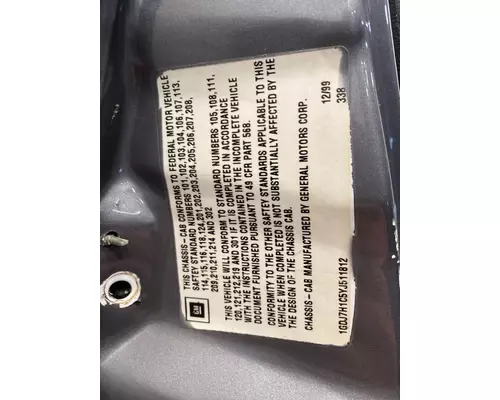 THIS CHASSIS-CAB CONFORMS TO FEDERAL MOTOR VEHICLE
SAFTEY STANDARD NUMBERS 101,102,103,104,106,107,113,
114,115,116,118,124,201,202,203,204,205,206,207,208,
209,210,211,214 AND 302
THIS VEHICLE WILL CONFORM TO STANDARD NUMBERS 105,108,111,
120,121,212,219 AND 301 IF IT IS COMPLETED IN ACCORDANCE
WITH THE INSTRUCTIONS CONTAINED IN THE INCOMPLETE VEHICLE
DOCUMENT FURNISHED PURSUANT TO 49 CFR PART 568.
CONFORMITY TO THE OTHER SAFTEY STANDARDS APPLICABLE TO THIS
VEHICLE WHEN COMPLETED IS NOT SUBSTANTIALLY AFFECTED BY THE
THE DESIGN OF THE CHASSIS CAB.
CHASSIS-CAB MANUFACTURED BY GENERAL MOTORS CORP.
12/99
338
1GDJ7H1C5YJ511812
GM